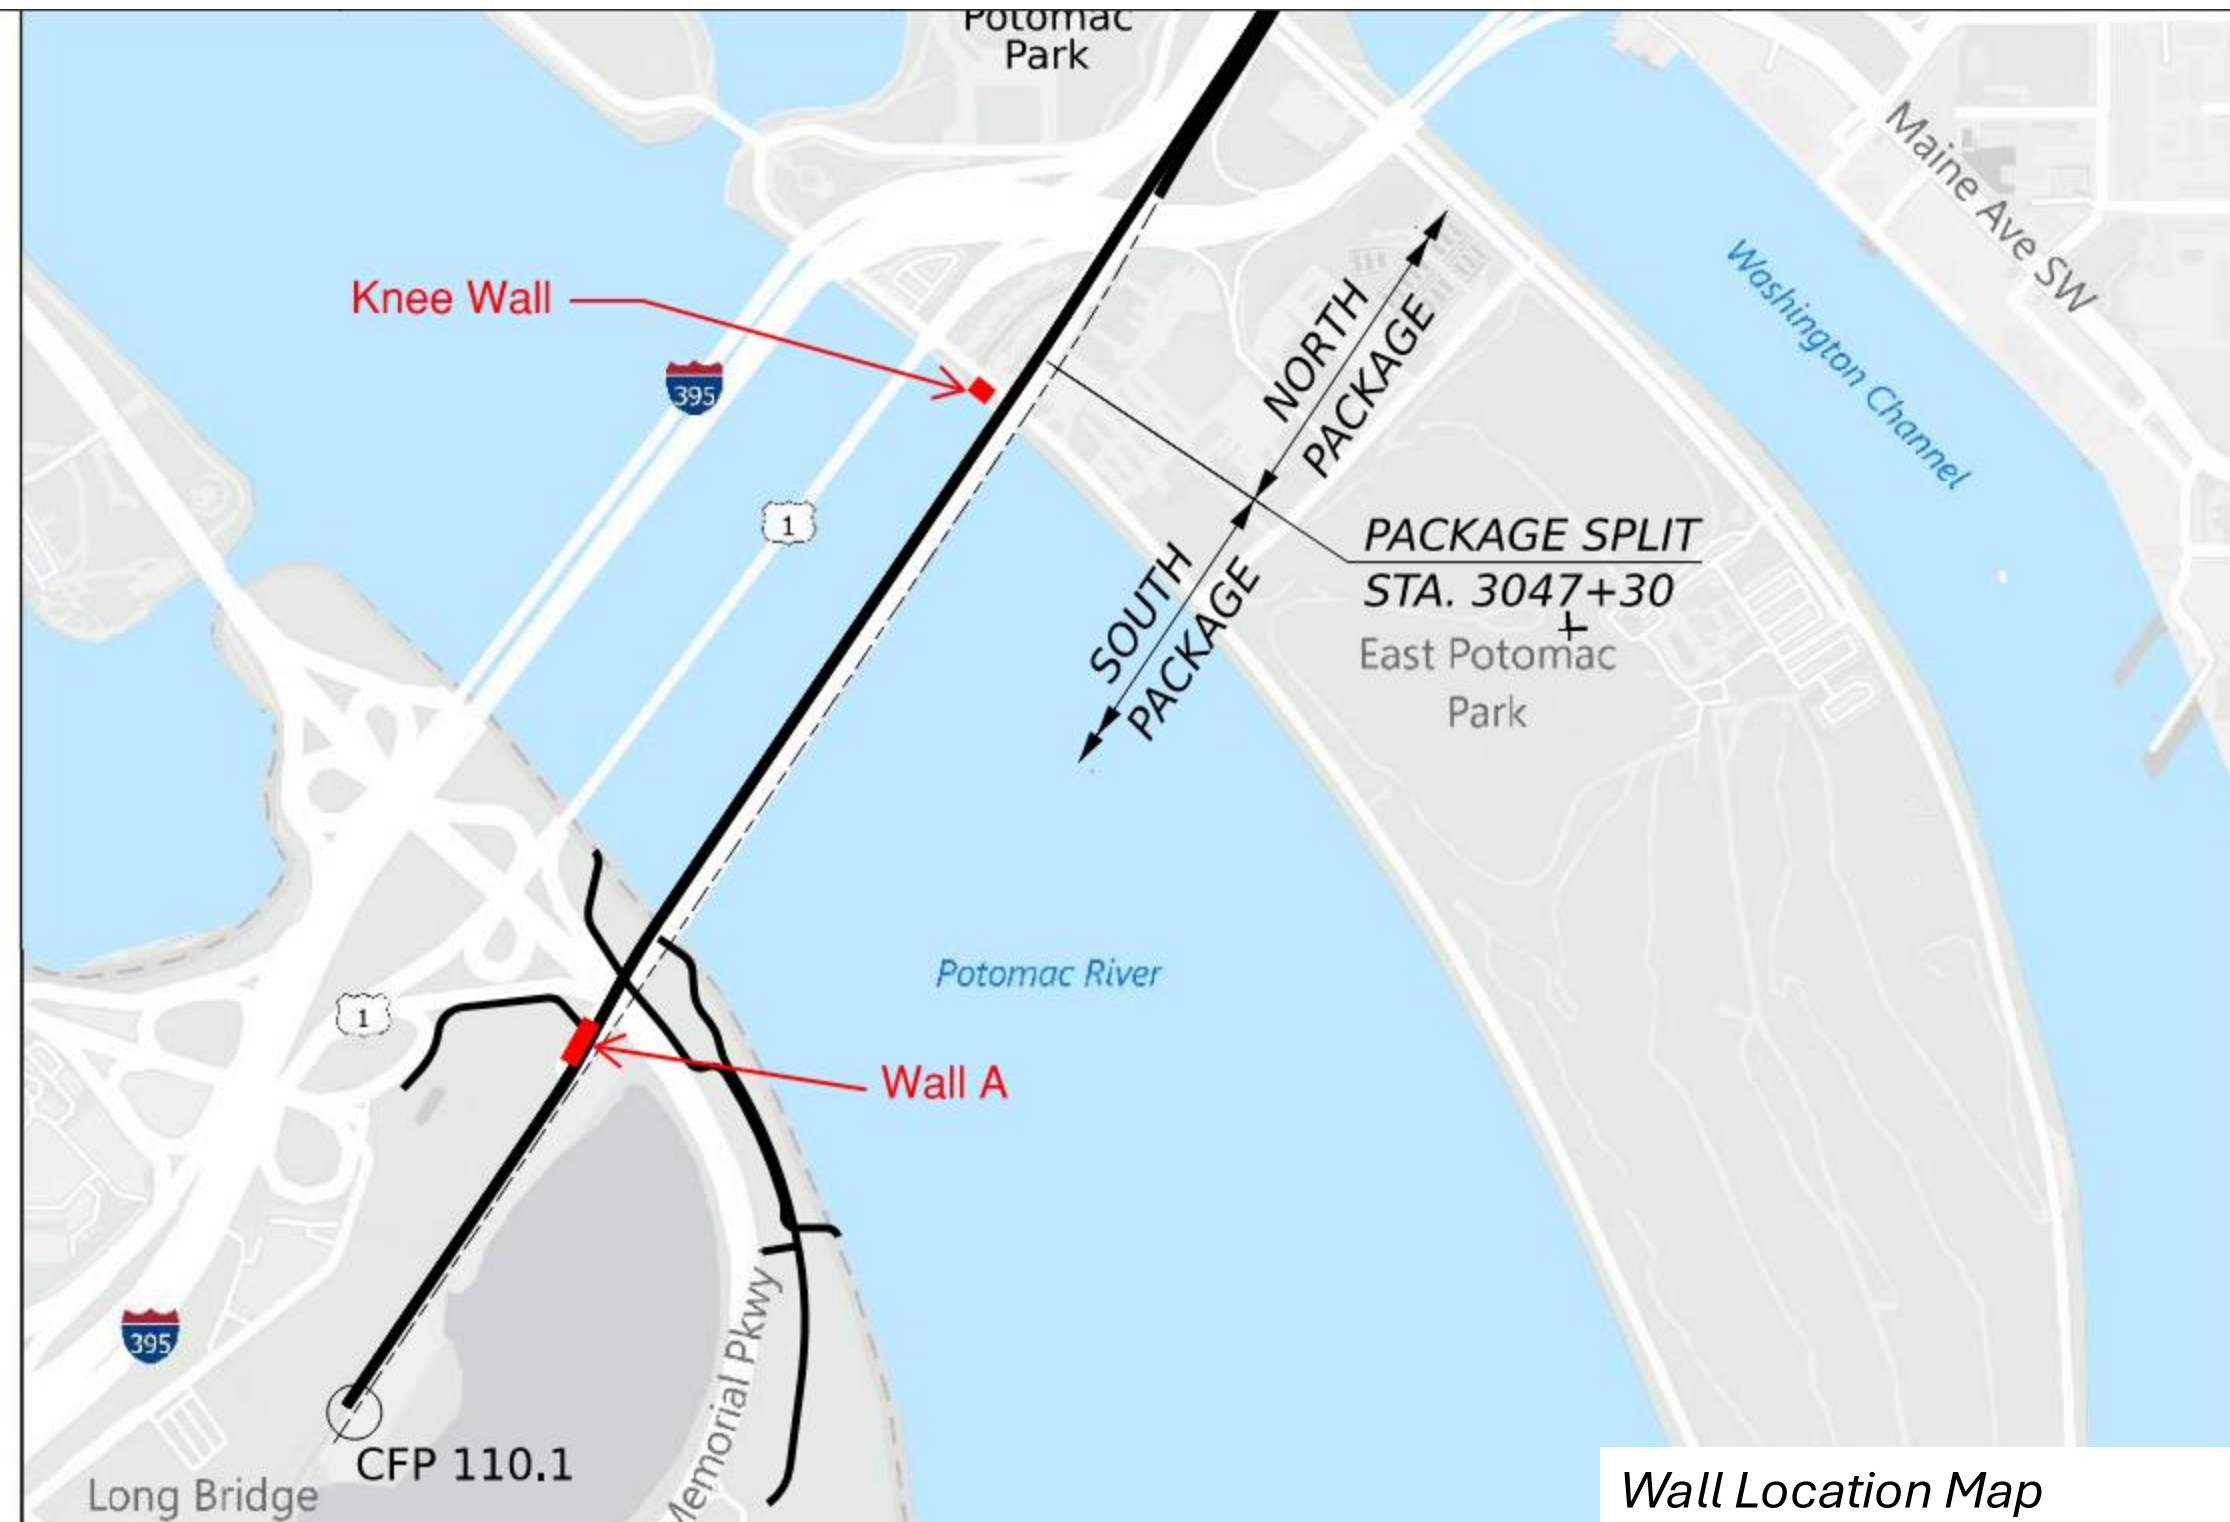 Potomac
Park
Maine Ave SW
Washington Channel
Knee Wall
395
NORTH
PACKAGE
1
PACKAGE SPLIT
STA. 3047+30
SOUTH
PACKAGE
East Potomac
Park
Potomac River
1
Wall A
395
Memorial Pkwy
CFP 110.1
Long Bridge
Wall Location Map